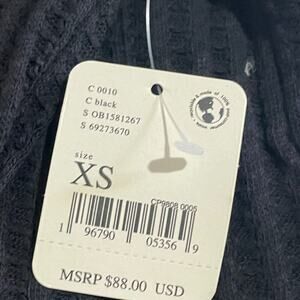 C 0010
C black
S OB1581267
S 69273670
size
XS
CP9808 0005
1 96790 05356 9
MSRP $88.00 USD